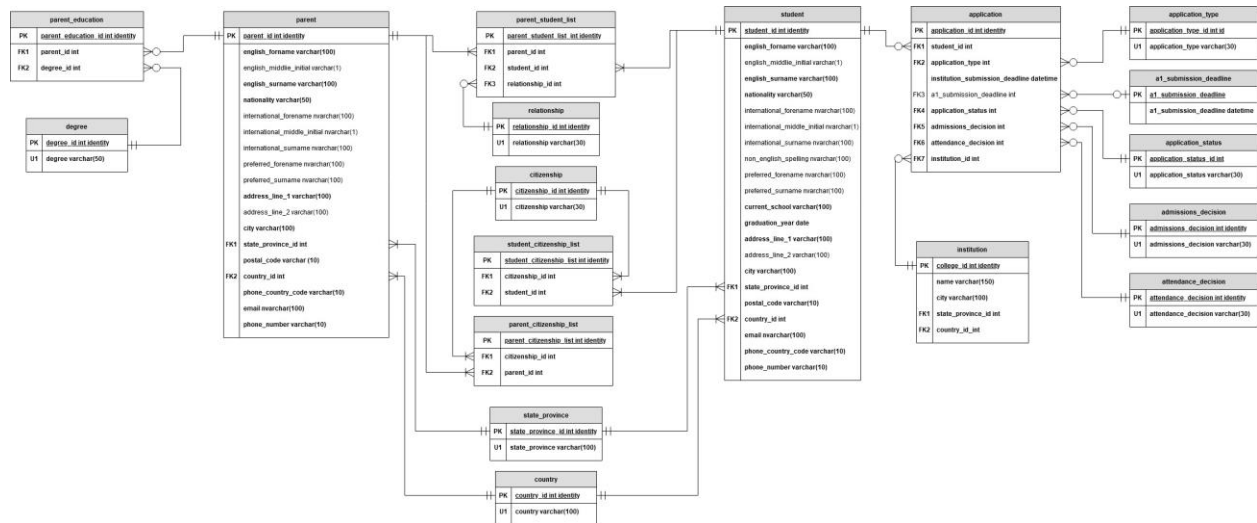 parent_education
PK parent_education_id int identity
FK1 parent_id int
FK2 degree_id int
degree
PK degree_id int identity
U1 degree varchar(50)
parent
PK parent_id int identity
english_forname varchar(100)
english_middle_initial varchar(1)
english_surname varchar(100)
nationality varchar(50)
international_forename nvarchar(100)
international_middle_initial nvarchar(1)
international_surname nvarchar(100)
preferred_forename nvarchar(100)
preferred_surname nvarchar(100)
address_line_1 varchar(100)
address_line_2 varchar(100)
city varchar(100)
FK1 state_province_id int
postal_code varchar (10)
FK2 country_id int
phone_country_code varchar(10)
email nvarchar(100)
phone_number varchar(10)
parent_student_list
PK parent_student_list_int identity
FK1 parent_id int
FK2 student_id int
FK3 relationship_id int
relationship
PK relationship_id int identity
U1 relationship varchar(30)
citizenship
PK citizenship_id int identity
U1 citizenship varchar(30)
student_citizenship_list
PK student_citizenship_list int identity
FK1 citizenship_id int
FK2 student_id int
parent_citizenship_list
PK parent_citizenship_list int identity
FK1 citizenship_id int
FK2 parent_id int
state_province
PK state_province_id int identity
U1 state_province varchar(100)
country
PK country_id int identity
U1 country varchar(100)
student
PK student_id int identity
english_forname varchar(100)
english_middle_initial varchar(1)
english_surname varchar(100)
nationality varchar(50)
international_forename nvarchar(100)
international_middle_initial nvarchar(1)
international_surname nvarchar(100)
non_english_spelling nvarchar(100)
preferred_forename nvarchar(100)
preferred_surname nvarchar(100)
current_school varchar(100)
graduation_year date
address_line_1 varchar(100)
address_line_2 varchar(100)
city varchar(100)
FK1 state_province_id int
postal_code varchar(10)
FK2 country_id int
email nvarchar(100)
phone_country_code varchar(10)
phone_number varchar(10)
application
PK application_id int identity
FK1 student_id int
FK2 application_type int
institution_submission_deadline datetime
FK3 a1_submission_deadline int
FK4 application_status int
FK5 admissions_decision int
FK6 attendance_decision int
FK7 institution_id int
institution
PK college_id int identity
name varchar(150)
city varchar(100)
FK1 state_province_id int
FK2 country_id_int
application_type
PK application_type_id int id
U1 application_type varchar(30)
a1_submission_deadline
PK a1_submission_deadline
a1_submission_deadline datetime
application_status
PK application_status_id int
U1 application_status varchar(30)
admissions_decision
PK admissions_decision int identity
U1 admissions_decision varchar(30)
attendance_decision
PK attendance_decision int identity
U1 attendance_decision varchar(30)